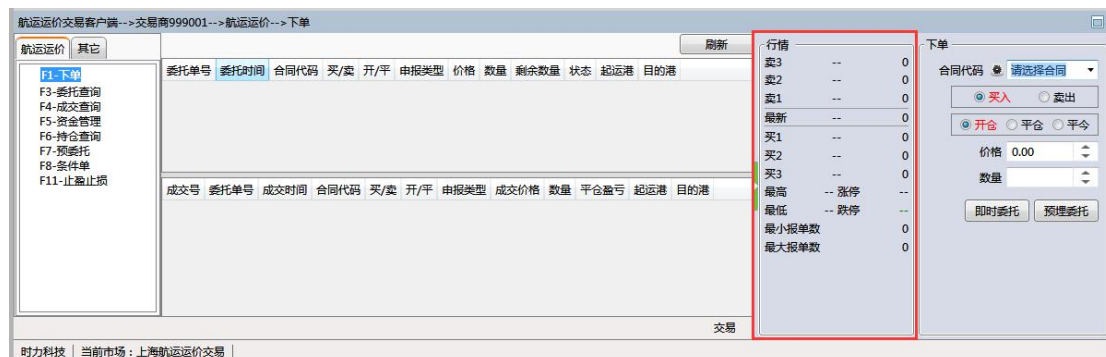 航运运价交易客户端-->交易商999001-->航运运价-->下单
航运运价 其它
F1-下单
F3-委托查询
F4-成交查询
F5-资金管理
F6-持仓查询
F7-预委托
F8-条件单
F11-止盈止损
刷新
委托单号 委托时间 合同代码 买/卖 开/平 申报类型 价格 数量 剩余数量 状态 起运港 目的港
成交号 委托单号 成交时间 合同代码 买/卖 开/平 申报类型 成交价格 数量 平仓盈亏 起运港 目的港
交易
行情
卖3 -- 0
卖2 -- 0
卖1 -- 0
最新 -- 0
买1 -- 0
买2 -- 0
买3 -- 0
最高 -- 涨停 --
最低 -- 跌停 --
最小报单数 0
最大报单数 0
下单
合同代码 请选择合同
买入 卖出
开仓 平仓 平今
价格 0.00
数量
即时委托 预埋委托
时力科技 当前市场：上海航运运价交易